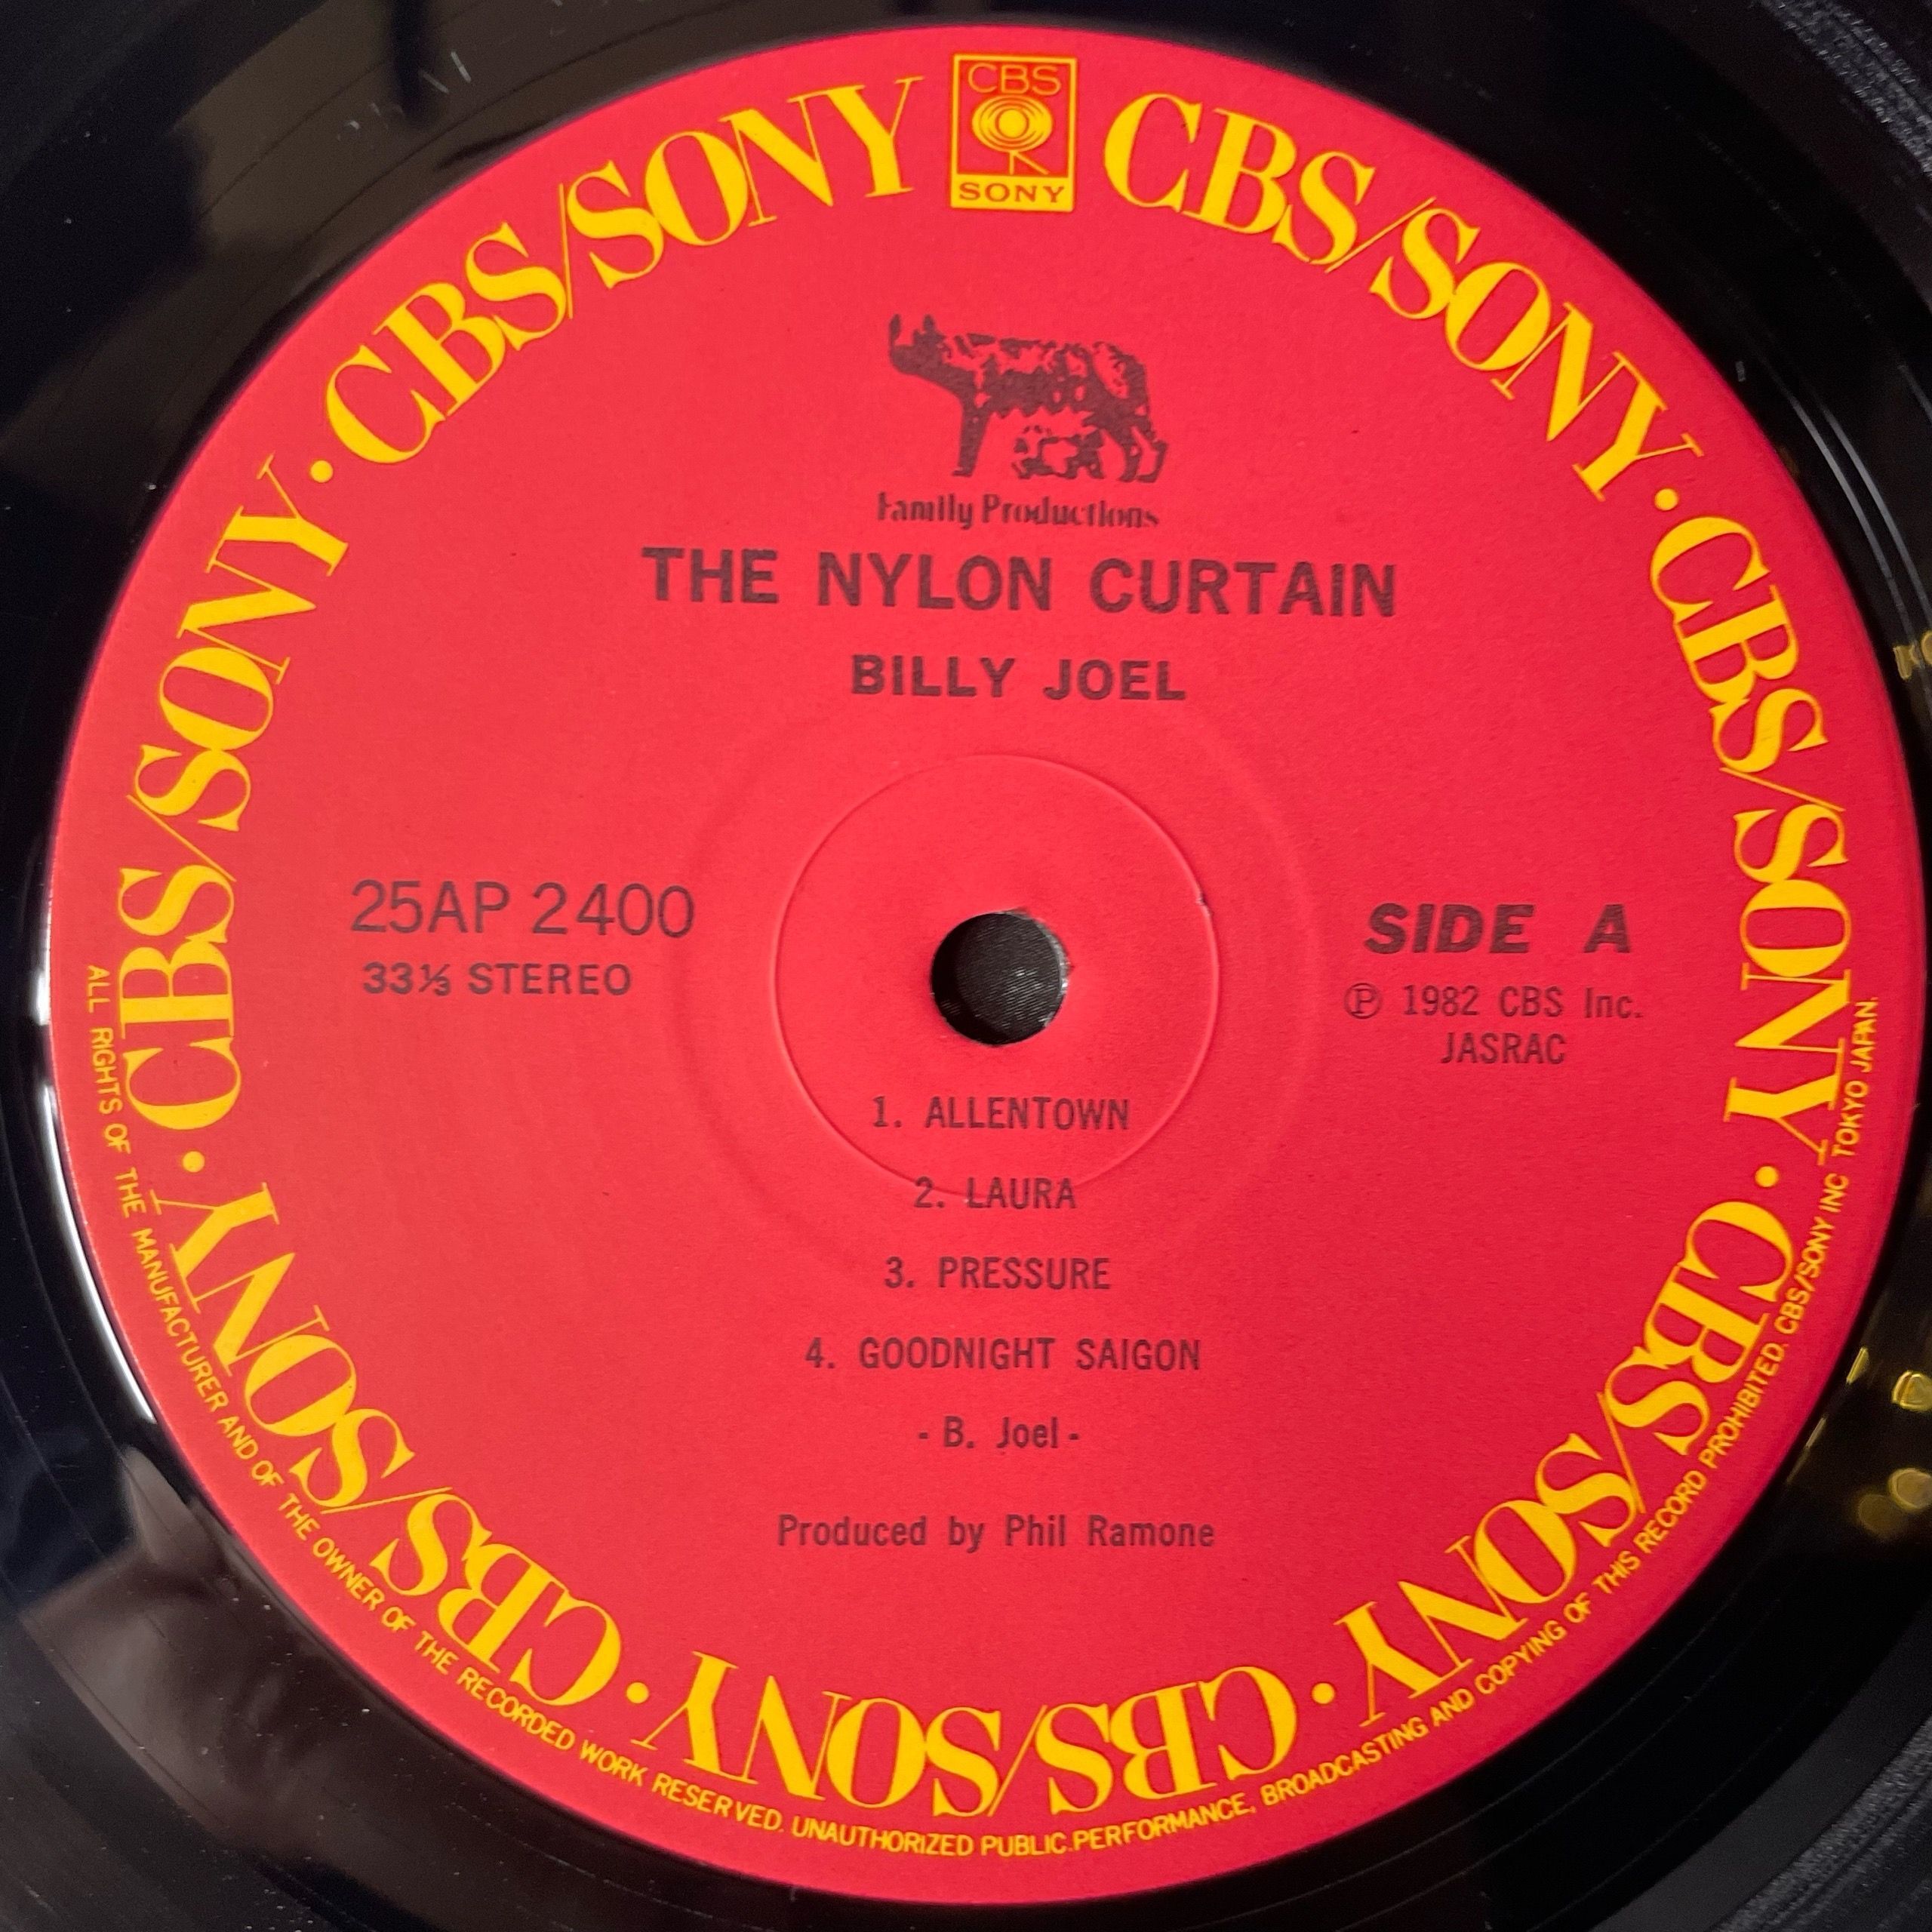 CBS
SONY
CBS/SONY · CBS/SONY · CBS/SONY · CBS/SONY · CBS/SONY · CBS/SONY · CBS/SONY
Family Productions
THE NYLON CURTAIN
BILLY JOEL
25AP 2400
33⅓ STEREO
SIDE A
℗ 1982 CBS Inc.
JASRAC
1. ALLENTOWN
2. LAURA
3. PRESSURE
4. GOODNIGHT SAIGON
- B. Joel -
Produced by Phil Ramone
ALL RIGHTS OF THE MANUFACTURER AND OF THE OWNER OF THE RECORDED WORK RESERVED. UNAUTHORIZED PUBLIC PERFORMANCE, BROADCASTING AND COPYING OF THIS RECORD PROHIBITED. CBS/SONY INC TOKYO JAPAN.